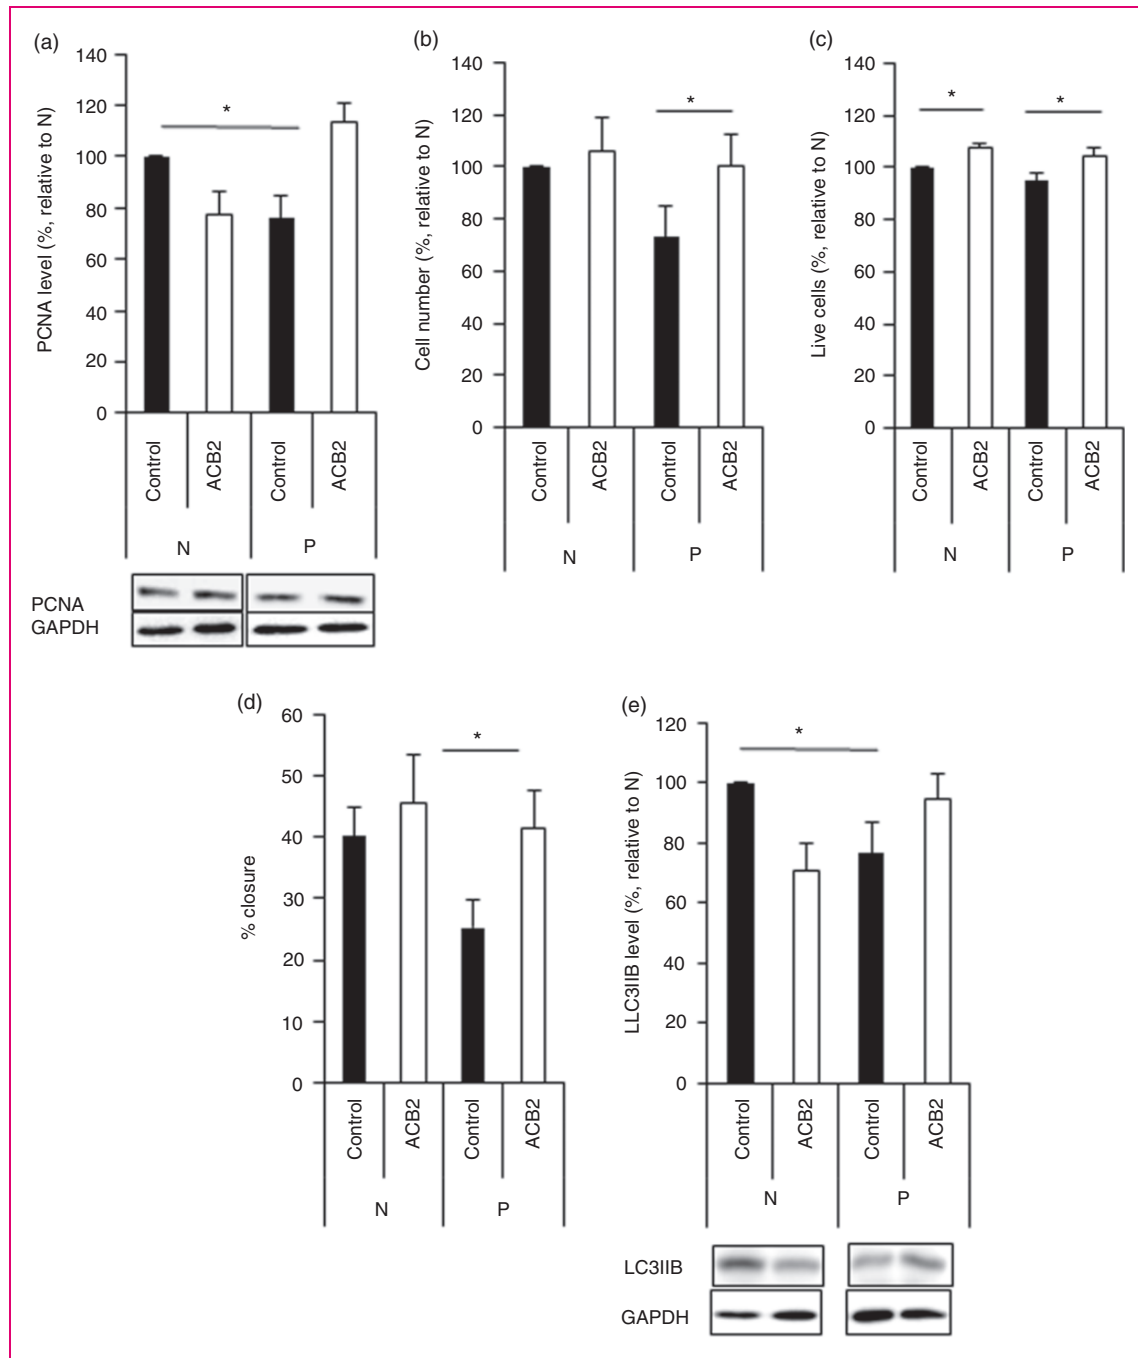 (a)
PCNA level (%, relative to N)
140
120
100
80
60
40
20
0
*
Control
ACB2
Control
ACB2
N
P
PCNA
GAPDH
(b)
Cell number (%, relative to N)
140
120
100
80
60
40
20
0
*
Control
ACB2
Control
ACB2
N
P
(c)
Live cells (%, relative to N)
140
120
100
80
60
40
20
0
*
*
Control
ACB2
Control
ACB2
N
P
(d)
% closure
60
50
40
30
20
10
0
*
Control
ACB2
Control
ACB2
N
P
(e)
LLC3IIB level (%, relative to N)
120
100
80
60
40
20
0
*
Control
ACB2
Control
ACB2
N
P
LC3IIB
GAPDH